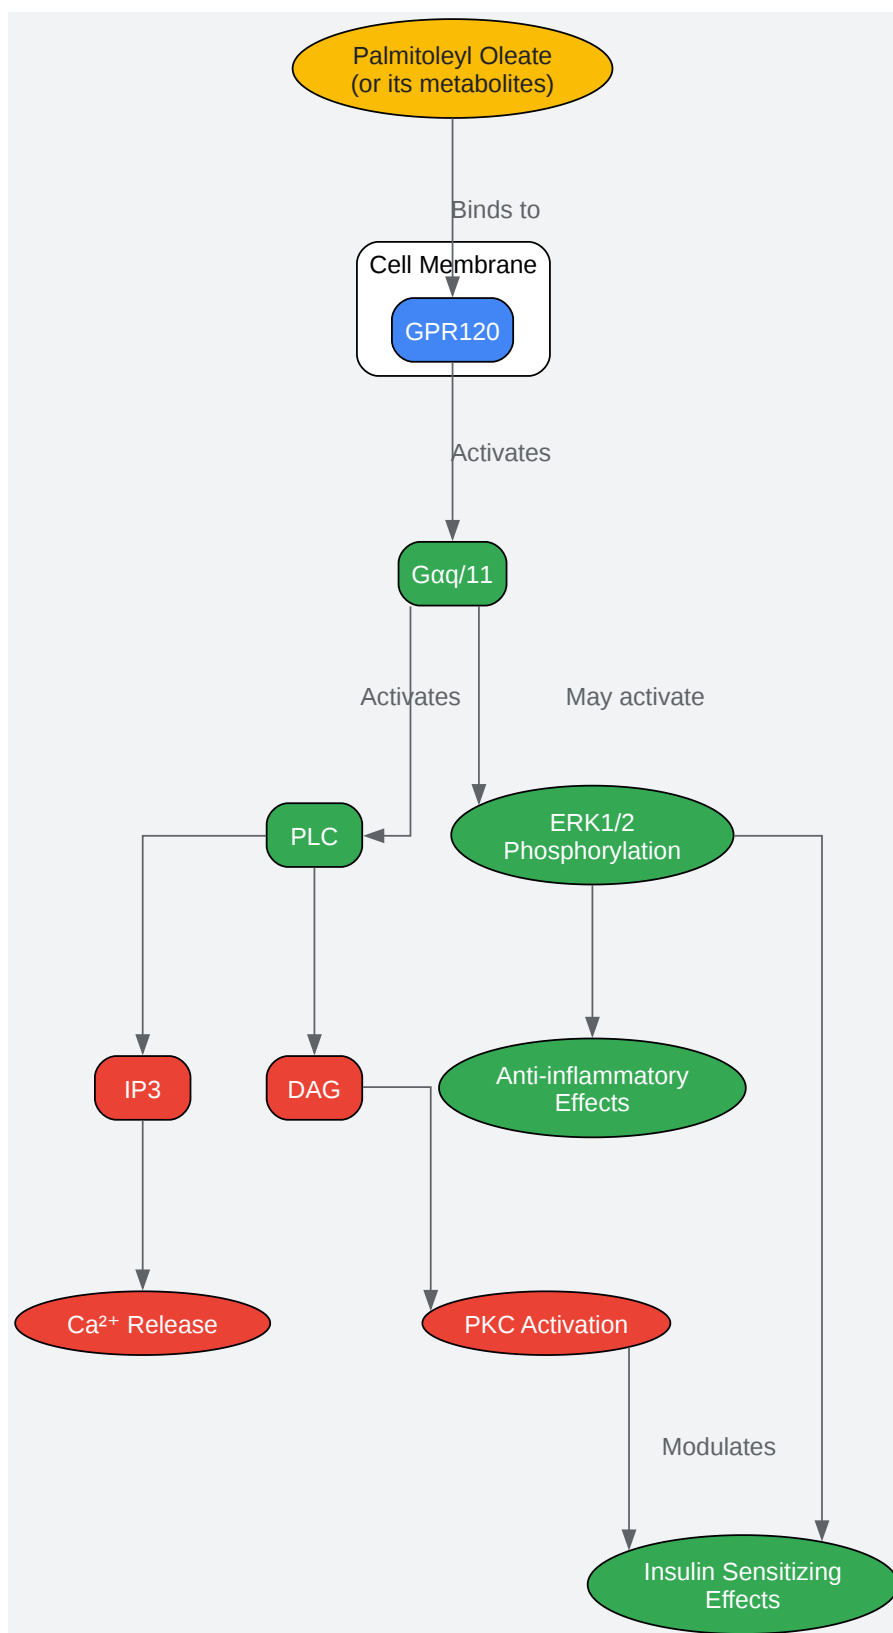 Palmitoleyl Oleate
(or its metabolites)
Binds to
Cell Membrane
GPR120
Activates
Gαq/11
Activates
May activate
PLC
ERK1/2
Phosphorylation
IP3
DAG
Anti-inflammatory
Effects
Ca²⁺ Release
PKC Activation
Modulates
Insulin Sensitizing
Effects